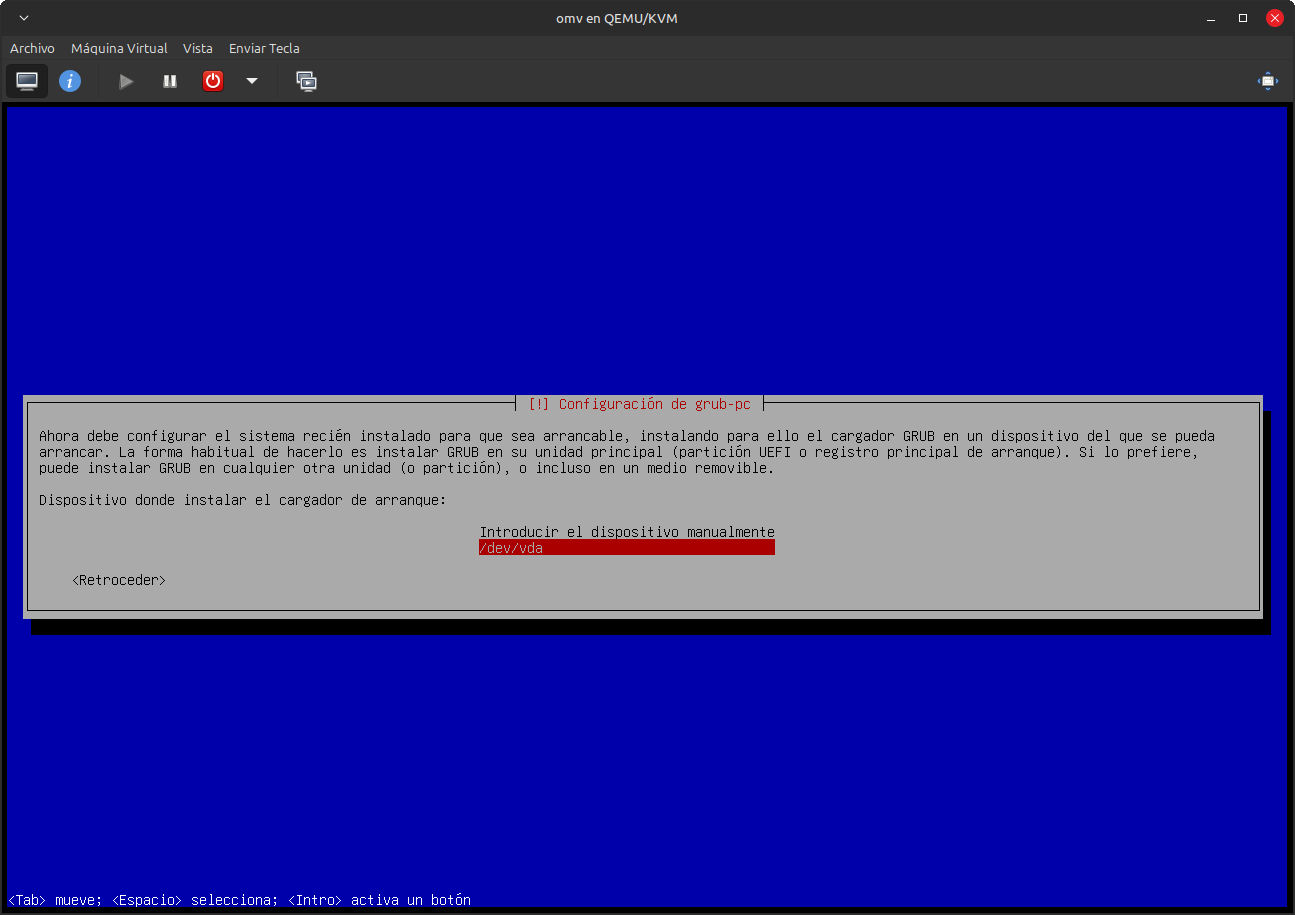 omv en QEMU/KVM
Archivo Máquina Virtual Vista Enviar Tecla
[!] Configuración de grub-pc
Ahora debe configurar el sistema recién instalado para que sea arrancable, instalando para ello el cargador GRUB en un dispositivo del que se pueda
arrancar. La forma habitual de hacerlo es instalar GRUB en su unidad principal (partición UEFI o registro principal de arranque). Si lo prefiere,
puede instalar GRUB en cualquier otra unidad (o partición), o incluso en un medio removible.
Dispositivo donde instalar el cargador de arranque:
Introducir el dispositivo manualmente
/dev/vda
<Retroceder>
<Tab> mueve; <Espacio> selecciona; <Intro> activa un botón